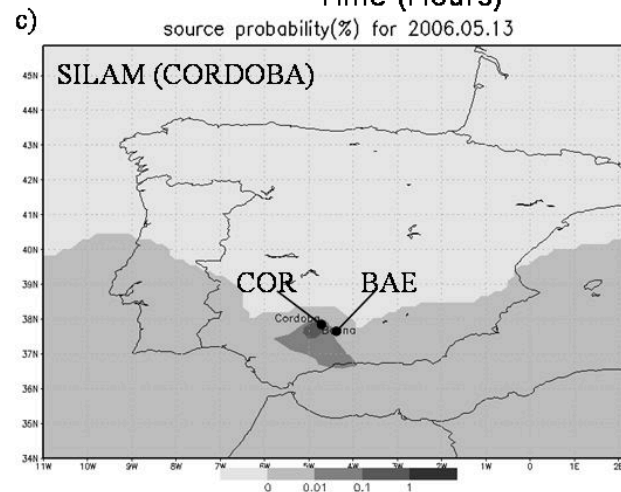 Time (Hours)
c)
source probability(%) for 2006.05.13
SILAM (CORDOBA)
45N
44N
43N
42N
41N
40N
39N
COR BAE
38N
Cordoba
37N
36N
35N
34N
11W 10W 9W 8W 7W 6W 5W 4W 3W 2W 1W 0 1E 2E
0 0.01 0.1 1